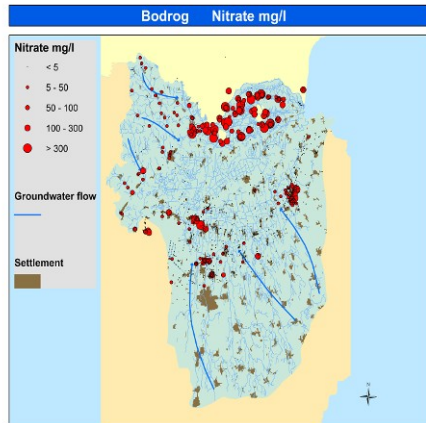 Bodrog Nitrate mg/l
Nitrate mg/l
< 5
5 - 50
50 - 100
100 - 300
> 300
Groundwater flow
Settlement
N